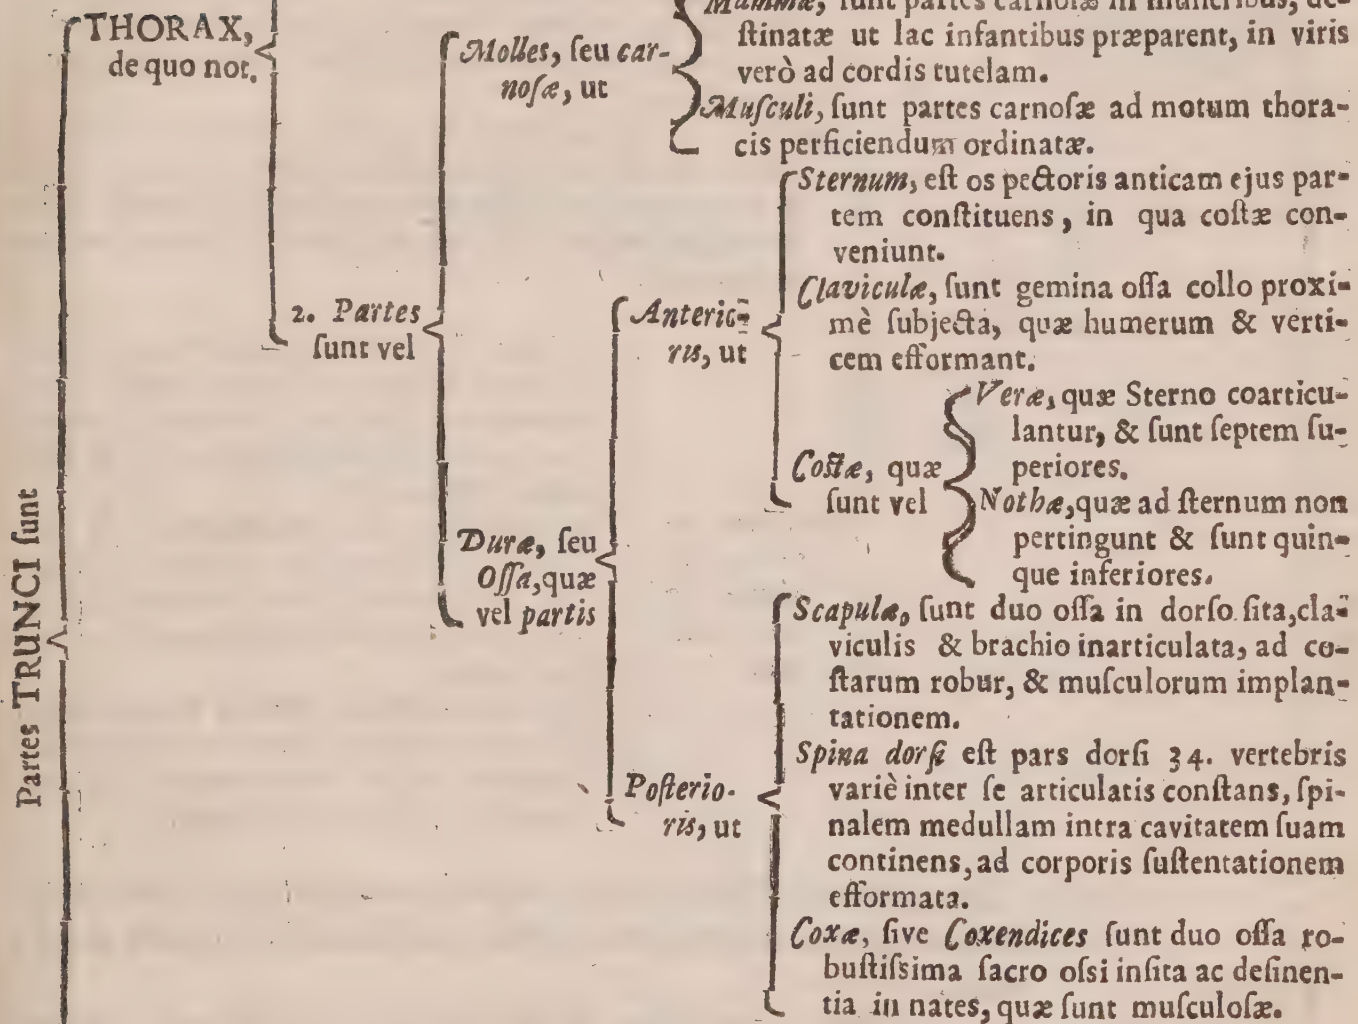 Partes TRUNCI ſunt
THORAX,
de quo not.
2. Partes
ſunt vel
Molles, ſeu car-
noſæ, ut
Mammæ, ſunt partes carnoſæ in mulieribus, de-
ſtinatæ ut lac infantibus præparent, in viris
verò ad cordis tutelam.
Muſculi, ſunt partes carnoſæ ad motum thora-
cis perficiendum ordinatæ.
Duræ, ſeu
Oſſa, quæ
vel partis
Anterio-
ris, ut
Sternum, eſt os pectoris anticam ejus par-
tem conſtituens, in qua coſtæ con-
veniunt.
Claviculæ, ſunt gemina oſſa collo proxi-
mè ſubjecta, quæ humerum & verti-
cem efformant.
Coſtæ, quæ
ſunt vel
Veræ, quæ Sterno coarticu-
lantur, & ſunt ſeptem ſu-
periores.
Nothæ, quæ ad ſternum non
pertingunt & ſunt quin-
que inferiores.
Poſterio-
ris, ut
Scapulæ, ſunt duo oſſa in dorſo ſita, cla-
viculis & brachio inarticulata, ad co-
ſtarum robur, & muſculorum implan-
tationem.
Spina dorſi eſt pars dorſi 34. vertebris
variè inter ſe articulatis conſtans, ſpi-
nalem medullam intra cavitatem ſuam
continens, ad corporis ſuſtentationem
efformata.
Coxæ, ſive Coxendices ſunt duo oſſa ro-
buſtiſsima ſacro oſsi inſita ac deſinen-
tia in nates, quæ ſunt muſculoſæ.